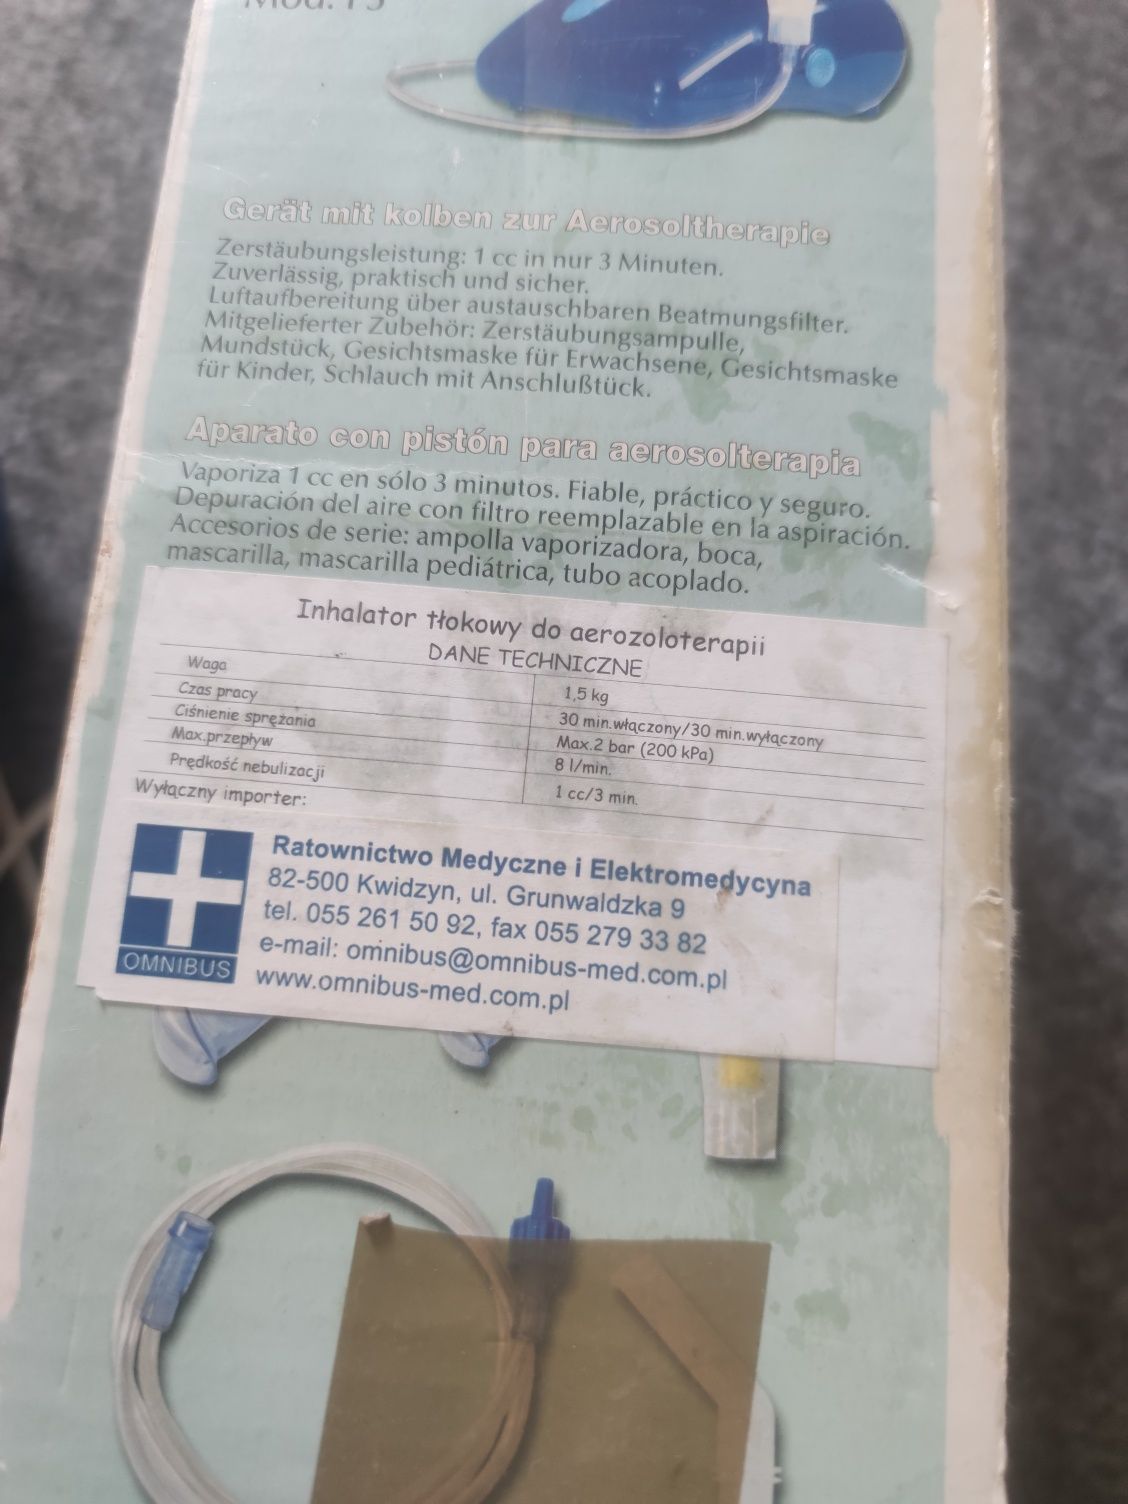 Gerät mit kolben zur Aerosoltherapie
Zerstäubungsleistung: 1 cc in nur 3 Minuten.
Zuverlässig, praktisch und sicher.
Luftaufbereitung über austauschbaren Beatmungsfilter.
Mitgelieferter Zubehör: Zerstäubungsampulle,
Mundstück, Gesichtsmaske für Erwachsene, Gesichtsmaske
für Kinder, Schlauch mit Anschlußtück.
Aparato con pistón para aerosolterapia
Vaporiza 1 cc en sólo 3 minutos. Fiable, práctico y seguro.
Depuración del aire con filtro reemplazable en la aspiración.
Accesorios de serie: ampolla vaporizadora, boca,
mascarilla, mascarilla pediátrica, tubo acoplado.
Inhalator tłokowy do aerozoloterapii
DANE TECHNICZNE
Waga 1,5 kg
Czas pracy 30 min.włączony/30 min.wyłączony
Ciśnienie sprężania Max.2 bar (200 kPa)
Max.przepływ 8 l/min.
Prędkość nebulizacji 1 cc/3 min.
Wyłączny importer:
Ratownictwo Medyczne i Elektromedycyna
82-500 Kwidzyn, ul. Grunwaldzka 9
tel. 055 261 50 92, fax 055 279 33 82
e-mail: omnibus@omnibus-med.com.pl
www.omnibus-med.com.pl
OMNIBUS